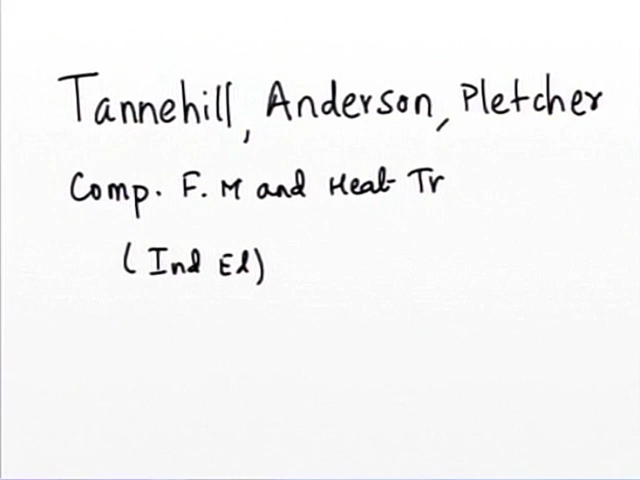 Tannehill, Anderson, Pletcher
Comp. F. M and Heat Tr
(Ind Ed)